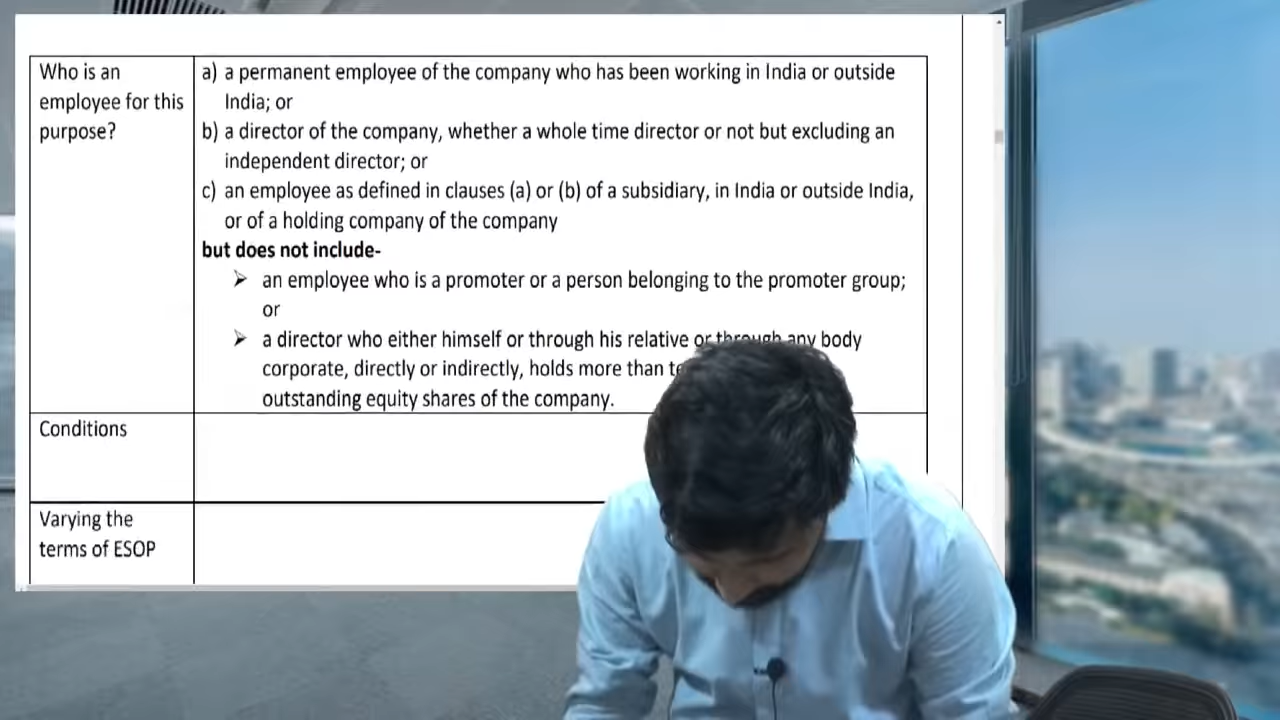 Who is an
employee for this
purpose?
a) a permanent employee of the company who has been working in India or outside
India; or
b) a director of the company, whether a whole time director or not but excluding an
independent director; or
c) an employee as defined in clauses (a) or (b) of a subsidiary, in India or outside India,
or of a holding company of the company
but does not include-
➢ an employee who is a promoter or a person belonging to the promoter group;
or
➢ a director who either himself or through his relative or through any body
corporate, directly or indirectly, holds more than
outstanding equity shares of the company.
Conditions
Varying the
terms of ESOP